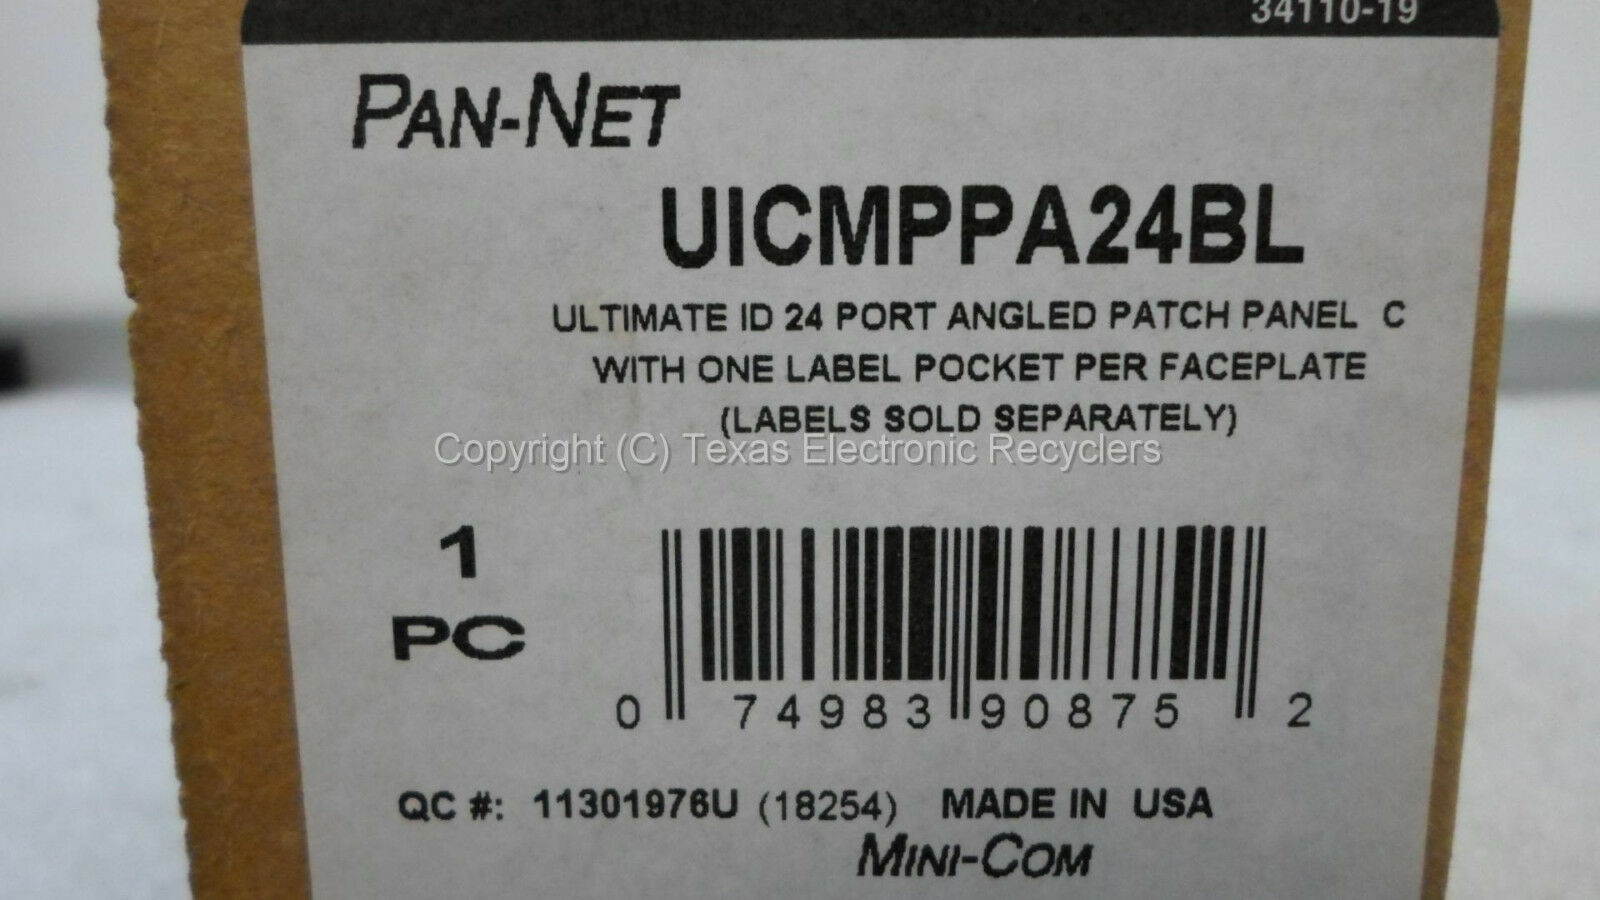 34110-19
PAN-NET
UICMPPA24BL
ULTIMATE ID 24 PORT ANGLED PATCH PANEL C
WITH ONE LABEL POCKET PER FACEPLATE
(LABELS SOLD SEPARATELY)
Copyright (C) Texas Electronic Recyclers
1
PC
0 74983 90875 2
QC #: 11301976U (18254) MADE IN USA
MINI-COM